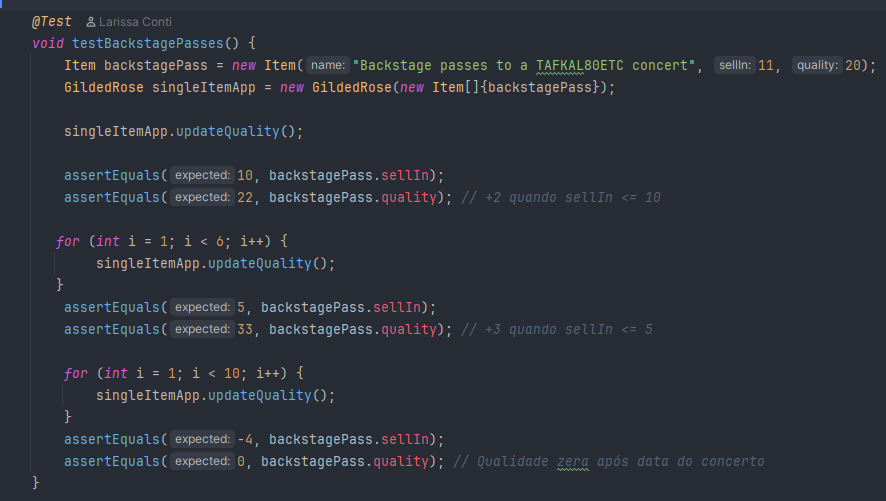 @Test Larissa Conti
void testBackstagePasses() {
Item backstagePass = new Item( name: "Backstage passes to a TAFKAL80ETC concert", sellIn: 11, quality: 20);
GildedRose singleItemApp = new GildedRose(new Item[]{backstagePass});
singleItemApp.updateQuality();
assertEquals( expected: 10, backstagePass.sellIn);
assertEquals( expected: 22, backstagePass.quality); // +2 quando sellIn <= 10
for (int i = 1; i < 6; i++) {
singleItemApp.updateQuality();
}
assertEquals( expected: 5, backstagePass.sellIn);
assertEquals( expected: 33, backstagePass.quality); // +3 quando sellIn <= 5
for (int i = 1; i < 10; i++) {
singleItemApp.updateQuality();
}
assertEquals( expected: -4, backstagePass.sellIn);
assertEquals( expected: 0, backstagePass.quality); // Qualidade zera após data do concerto
}